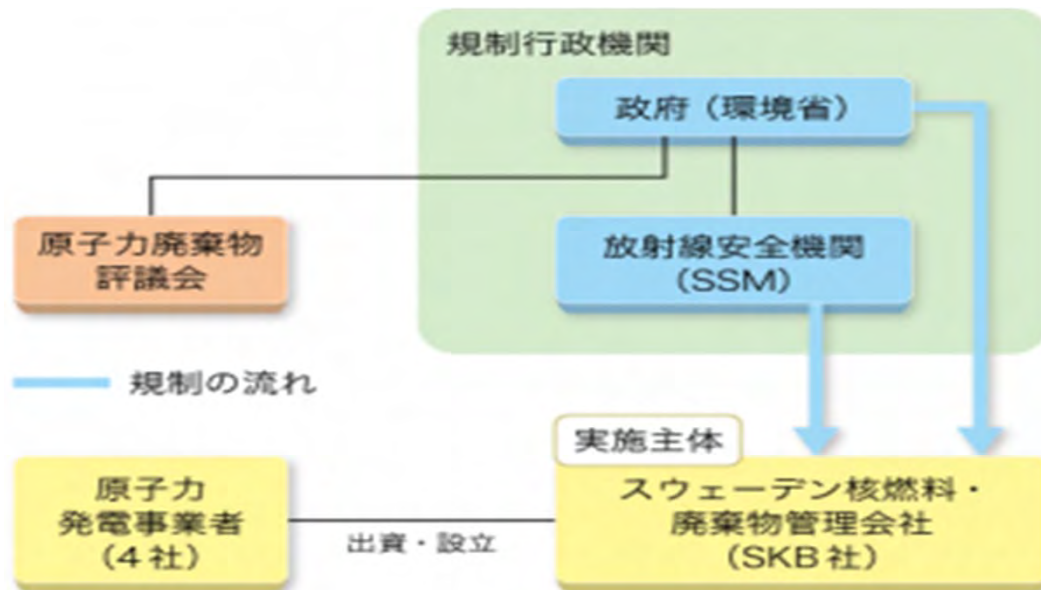 規制行政機関
政府（環境省）
原子力廃棄物
評議会
放射線安全機関
(SSM)
規制の流れ
実施主体
原子力
発電事業者
(4社)
出資・設立
スウェーデン核燃料・
廃棄物管理会社
(SKB社)